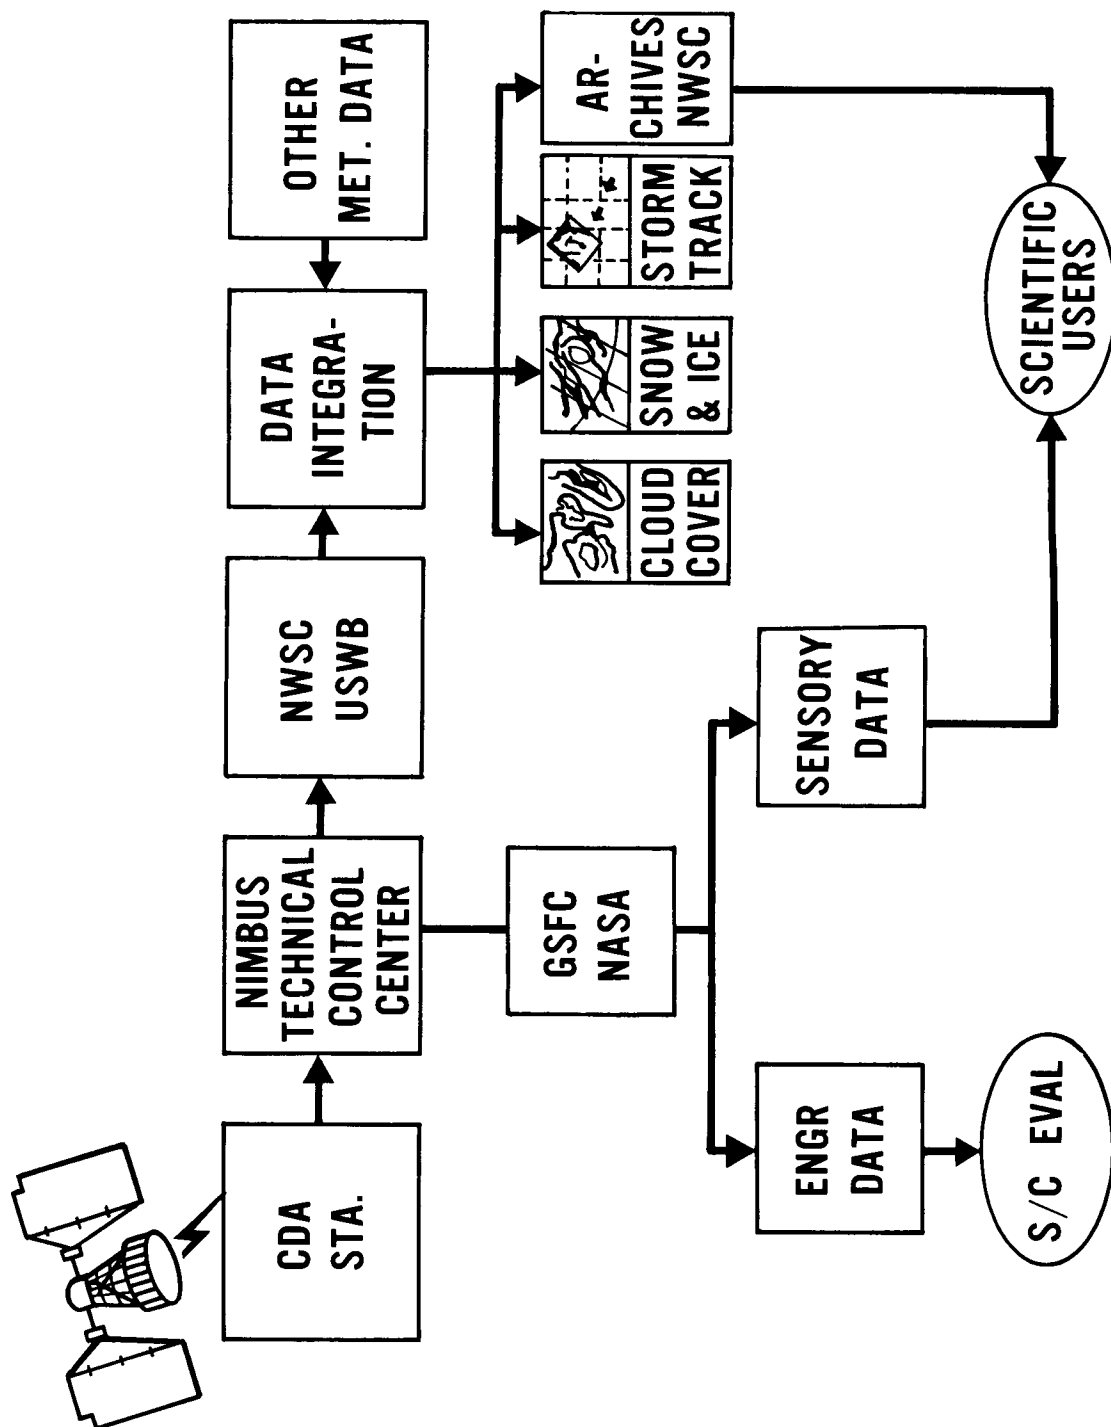 CDA
STA.
NIMBUS
TECHNICAL
CONTROL
CENTER
NWSC
USWB
DATA
INTEGRA-
TION
OTHER
MET. DATA
GSFC
NASA
CLOUD
COVER
SNOW
& ICE
STORM
TRACK
AR-
CHIVES
NWSC
ENGR
DATA
SENSORY
DATA
S/C EVAL
SCIENTIFIC
USERS